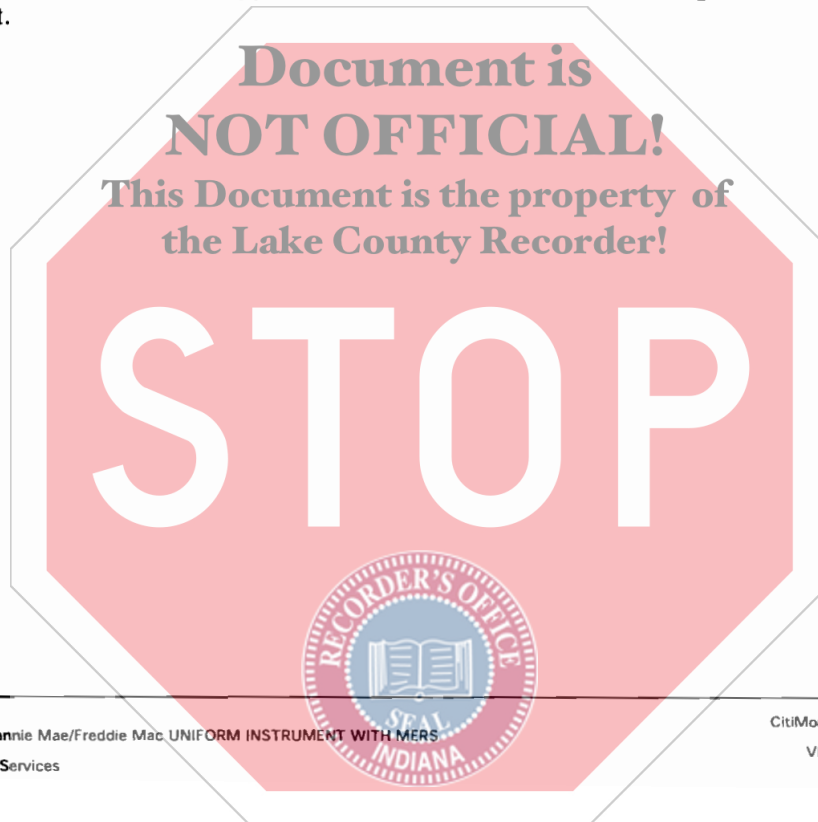 t.
Document is
NOT OFFICIAL!
This Document is the property of
the Lake County Recorder!
STOP
RECORDER'S OFFICE
SEAL
INDIANA
nnie Mae/Freddie Mac UNIFORM INSTRUMENT WITH MERS
CitiMo
Services